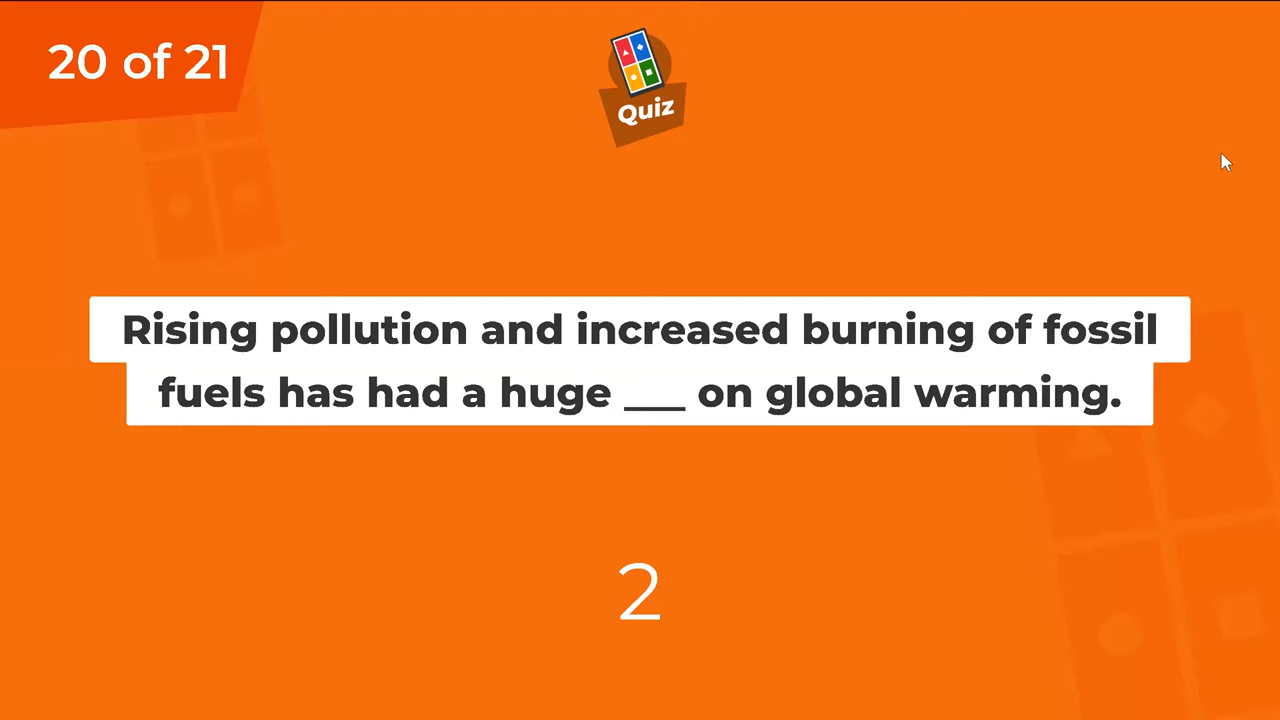 20 of 21
Quiz
Rising pollution and increased burning of fossil
fuels has had a huge ___ on global warming.
2